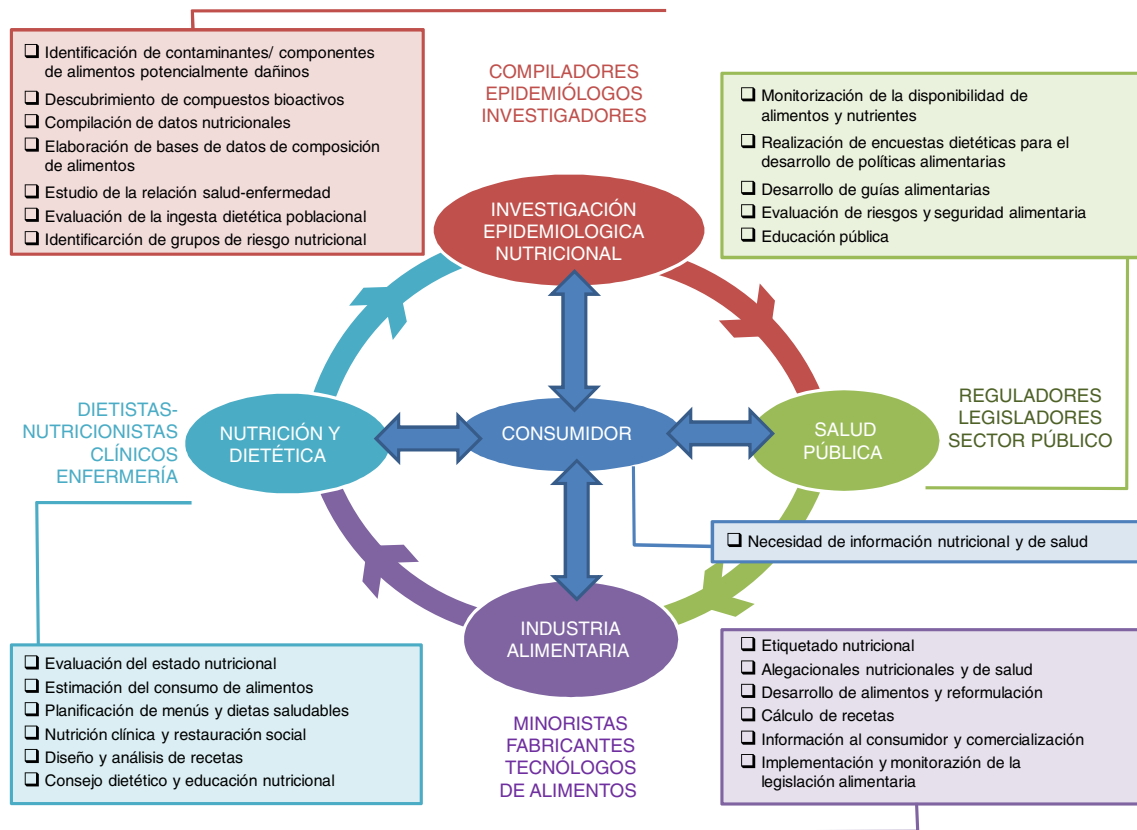 ❑ Identificación de contaminantes/ componentes
de alimentos potencialmente dañinos
❑ Descubrimiento de compuestos bioactivos
❑ Compilación de datos nutricionales
❑ Elaboración de bases de datos de composición
de alimentos
❑ Estudio de la relación salud-enfermedad
❑ Evaluación de la ingesta dietética poblacional
❑ Identificarción de grupos de riesgo nutricional
COMPILADORES
EPIDEMIÓLOGOS
INVESTIGADORES
❑ Monitorización de la disponibilidad de
alimentos y nutrientes
❑ Realización de encuestas dietéticas para el
desarrollo de políticas alimentarias
❑ Desarrollo de guías alimentarias
❑ Evaluación de riesgos y seguridad alimentaria
❑ Educación pública
INVESTIGACIÓN
EPIDEMIOLOGICA
NUTRICIONAL
DIETISTAS-
NUTRICIONISTAS
CLÍNICOS
ENFERMERÍA
NUTRICIÓN Y
DIETÉTICA
CONSUMIDOR
SALUD
PÚBLICA
REGULADORES
LEGISLADORES
SECTOR PÚBLICO
❑ Necesidad de información nutricional y de salud
INDUSTRIA
ALIMENTARIA
❑ Evaluación del estado nutricional
❑ Estimación del consumo de alimentos
❑ Planificación de menús y dietas saludables
❑ Nutrición clínica y restauración social
❑ Diseño y análisis de recetas
❑ Consejo dietético y educación nutricional
MINORISTAS
FABRICANTES
TECNÓLOGOS
DE ALIMENTOS
❑ Etiquetado nutricional
❑ Alegacionales nutricionales y de salud
❑ Desarrollo de alimentos y reformulación
❑ Cálculo de recetas
❑ Información al consumidor y comercialización
❑ Implementación y monitorazión de la
legislación alimentaria